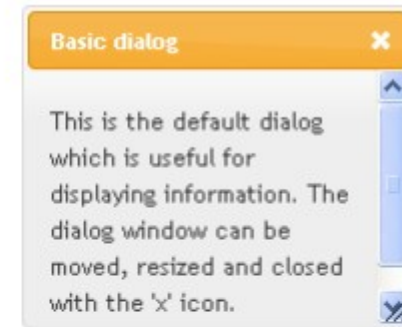 Basic dialog
This is the default dialog
which is useful for
displaying information. The
dialog window can be
moved, resized and closed
with the 'x' icon.